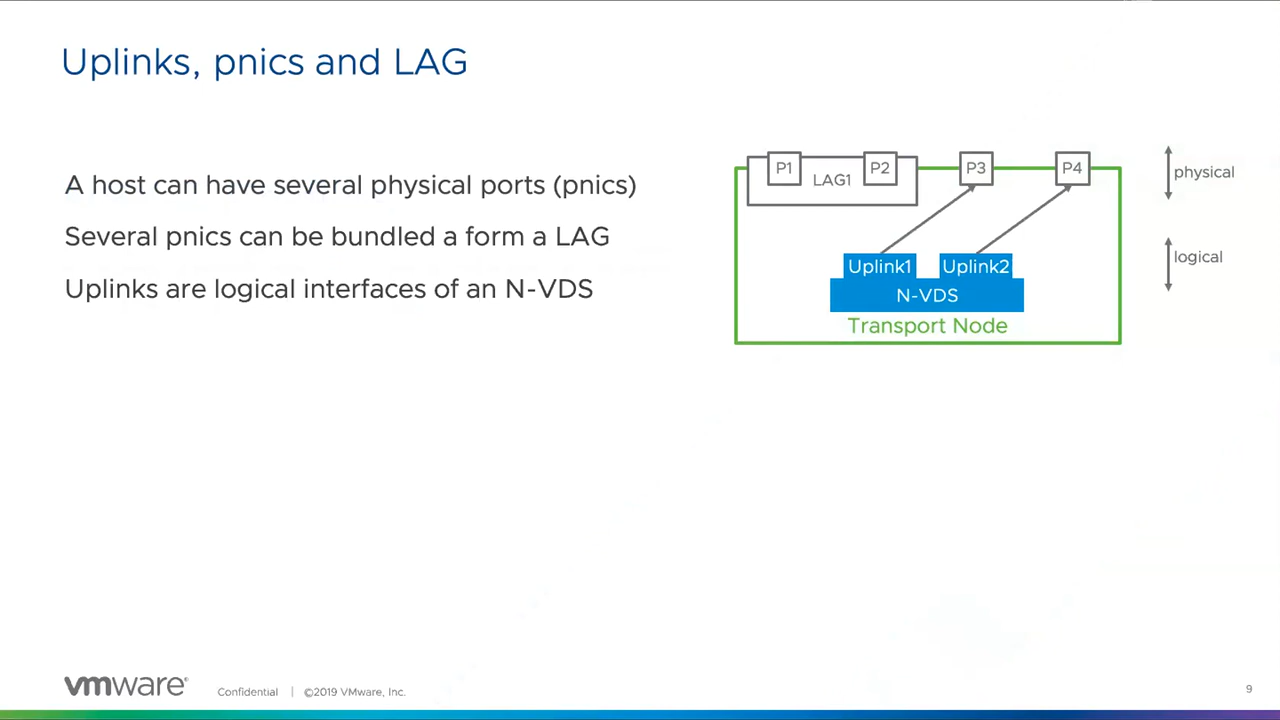 Uplinks, pnics and LAG
A host can have several physical ports (pnics)
Several pnics can be bundled a form a LAG
Uplinks are logical interfaces of an N-VDS
P1
P2
P3
P4
LAG1
physical
logical
Uplink1
Uplink2
N-VDS
Transport Node
vmware®
Confidential | ©2019 VMware, Inc.
9